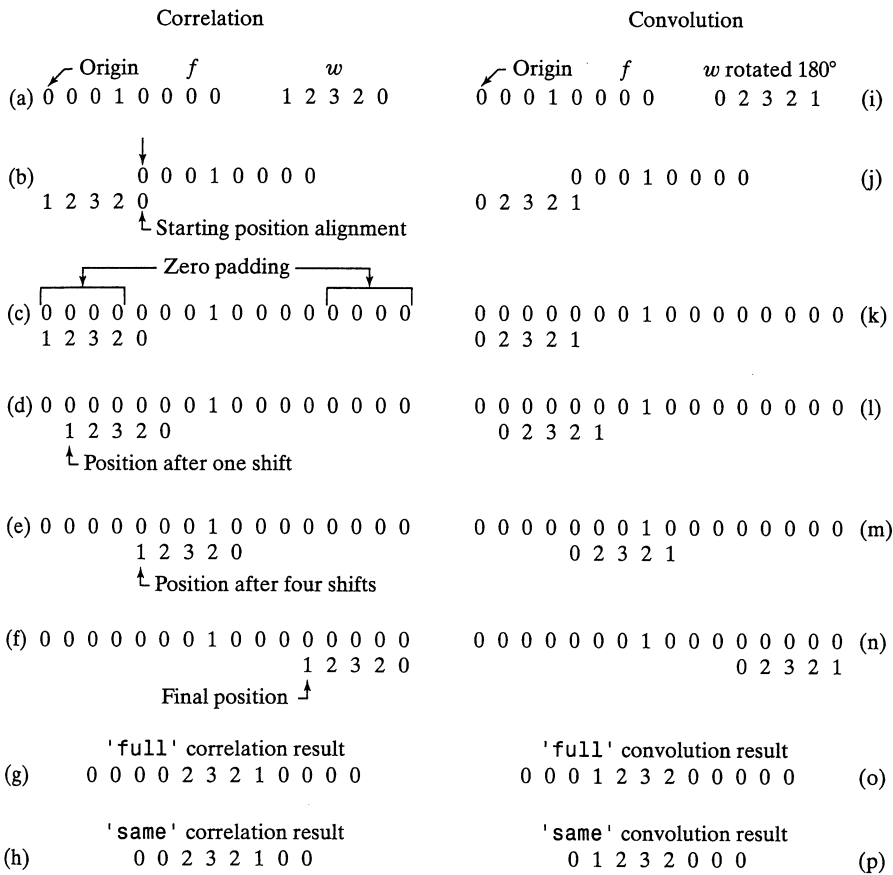 Correlation
Convolution
Origin f w
Origin f w rotated 180°
(a) 0 0 0 1 0 0 0 0 1 2 3 2 0
0 0 0 1 0 0 0 0 0 2 3 2 1 (i)
(b) 0 0 0 1 0 0 0 0
1 2 3 2 0
Starting position alignment
0 0 0 1 0 0 0 0 (j)
0 2 3 2 1
Zero padding
(c) 0 0 0 0 0 0 0 1 0 0 0 0 0 0 0 0
1 2 3 2 0
0 0 0 0 0 0 0 1 0 0 0 0 0 0 0 0 (k)
0 2 3 2 1
(d) 0 0 0 0 0 0 0 1 0 0 0 0 0 0 0 0
1 2 3 2 0
Position after one shift
0 0 0 0 0 0 0 1 0 0 0 0 0 0 0 0 (l)
0 2 3 2 1
(e) 0 0 0 0 0 0 0 1 0 0 0 0 0 0 0 0
1 2 3 2 0
Position after four shifts
0 0 0 0 0 0 0 1 0 0 0 0 0 0 0 0 (m)
0 2 3 2 1
(f) 0 0 0 0 0 0 0 1 0 0 0 0 0 0 0 0
1 2 3 2 0
Final position
0 0 0 0 0 0 0 1 0 0 0 0 0 0 0 0 (n)
0 2 3 2 1
'full' correlation result
(g) 0 0 0 0 2 3 2 1 0 0 0 0
'full' convolution result
0 0 0 1 2 3 2 0 0 0 0 0 (o)
'same' correlation result
(h) 0 0 2 3 2 1 0 0
'same' convolution result
0 1 2 3 2 0 0 0 (p)